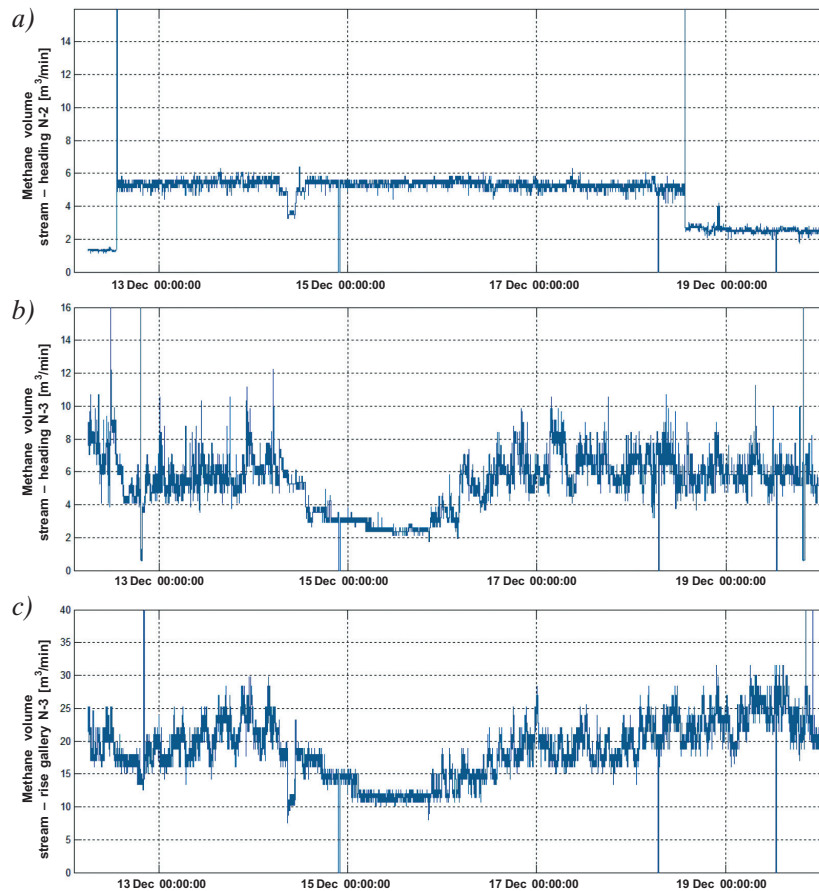 a)
Methane volume
stream – heading N-2 [m³/min]
14
12
10
8
6
4
2
0
13 Dec 00:00:00 15 Dec 00:00:00 17 Dec 00:00:00 19 Dec 00:00:00
b)
Methane volume
stream – heading N-3 [m³/min]
16
14
12
10
8
6
4
2
0
13 Dec 00:00:00 15 Dec 00:00:00 17 Dec 00:00:00 19 Dec 00:00:00
c)
Methane volume
stream – rise galery N-3 [m³/min]
40
35
30
25
20
15
10
5
0
13 Dec 00:00:00 15 Dec 00:00:00 17 Dec 00:00:00 19 Dec 00:00:00